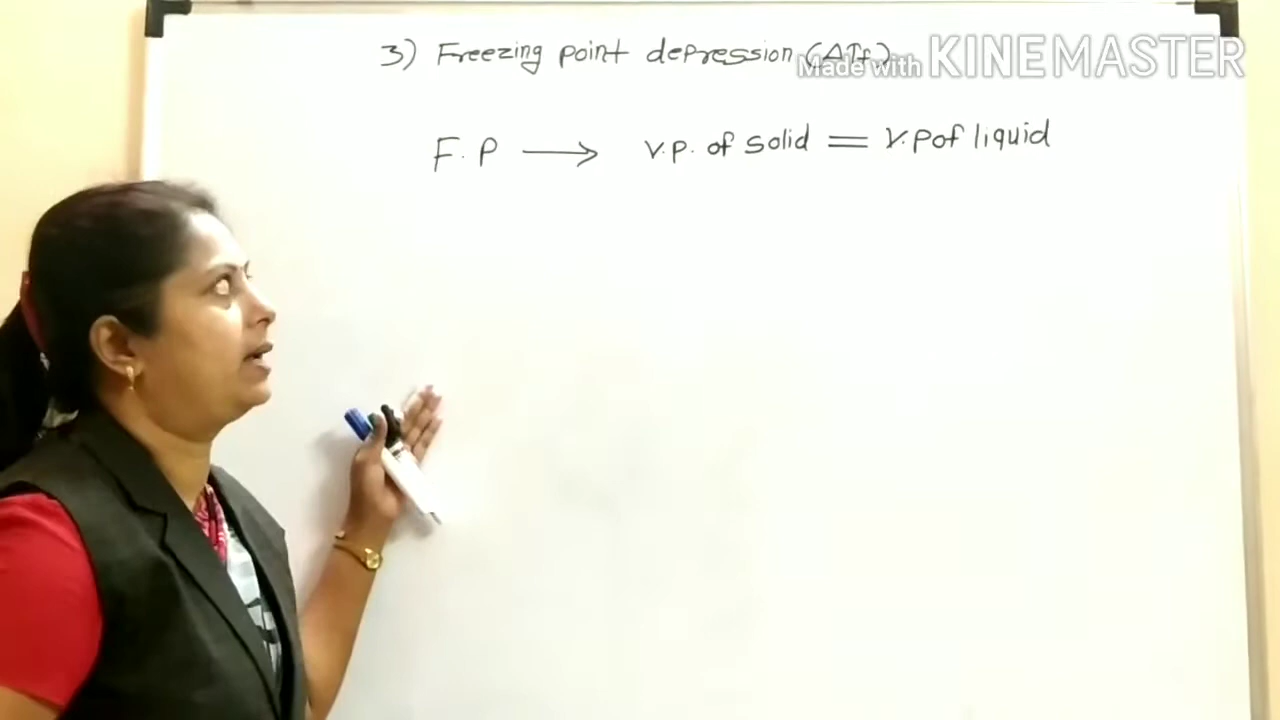 3) Freezing point depression (ΔTf)
Made with KINEMASTER
F.P → v.p. of solid = v.p of liquid